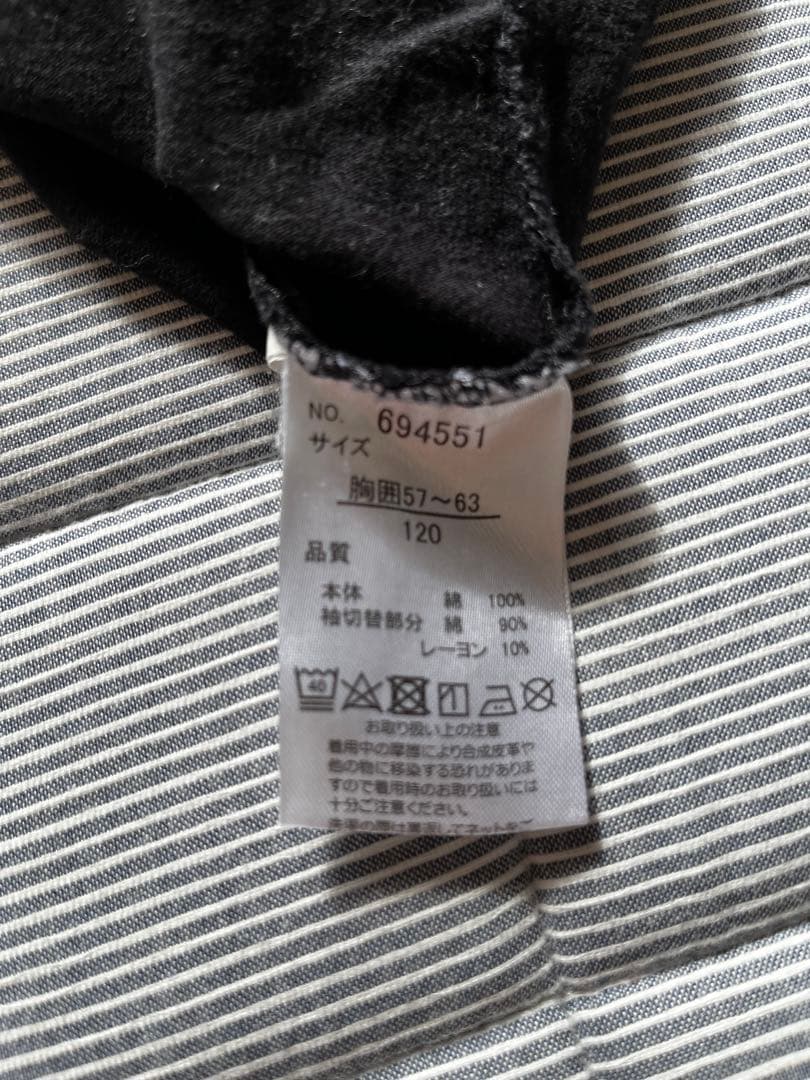 NO. 694551
サイズ
胸囲57～63
120
品質
本体 綿 100%
袖切替部分 綿 90%
レーヨン 10%
40
お取り扱い上の注意
着用中の摩擦により合成皮革や
他の物に移染する恐れがありま
すので着用時のお取り扱いには
十分ご注意ください。